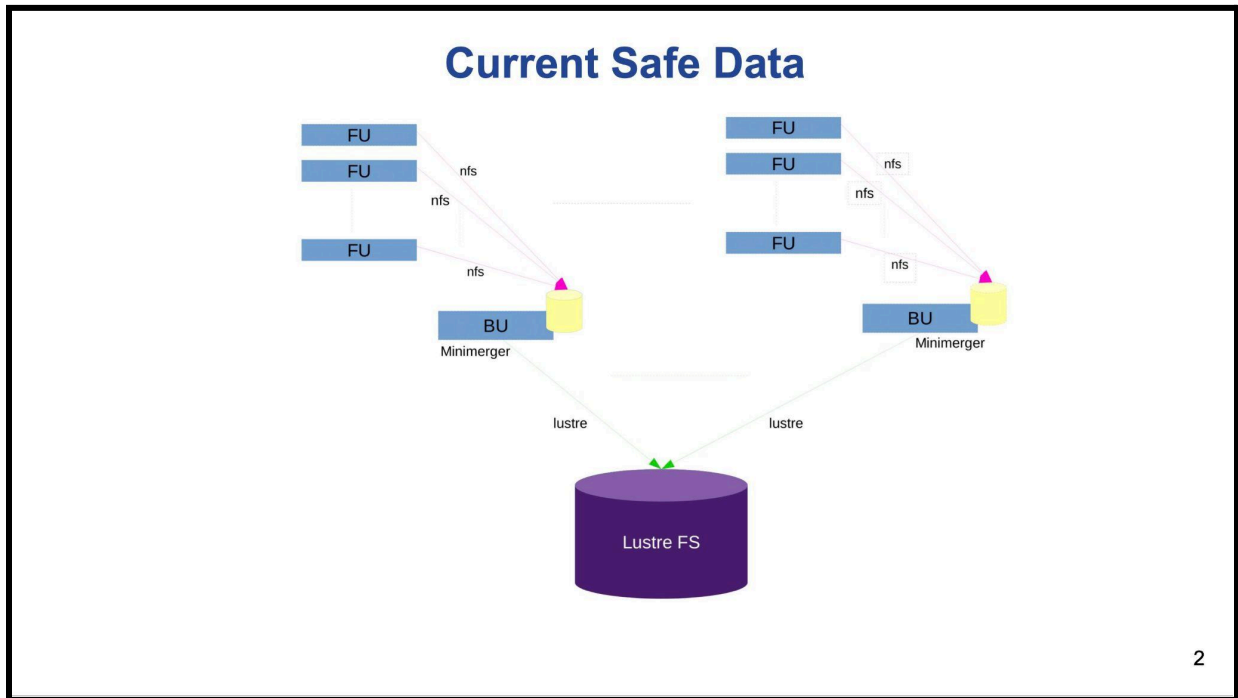 Current Safe Data
FU
FU
FU
nfs
nfs
nfs
BU
Minimerger
FU
FU
FU
nfs
nfs
nfs
BU
Minimerger
lustre
lustre
Lustre FS
2